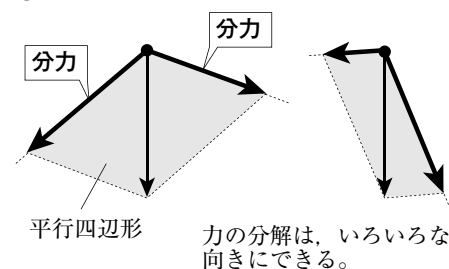 分力
分力
平行四辺形
力の分解は，いろいろな
向きにできる。